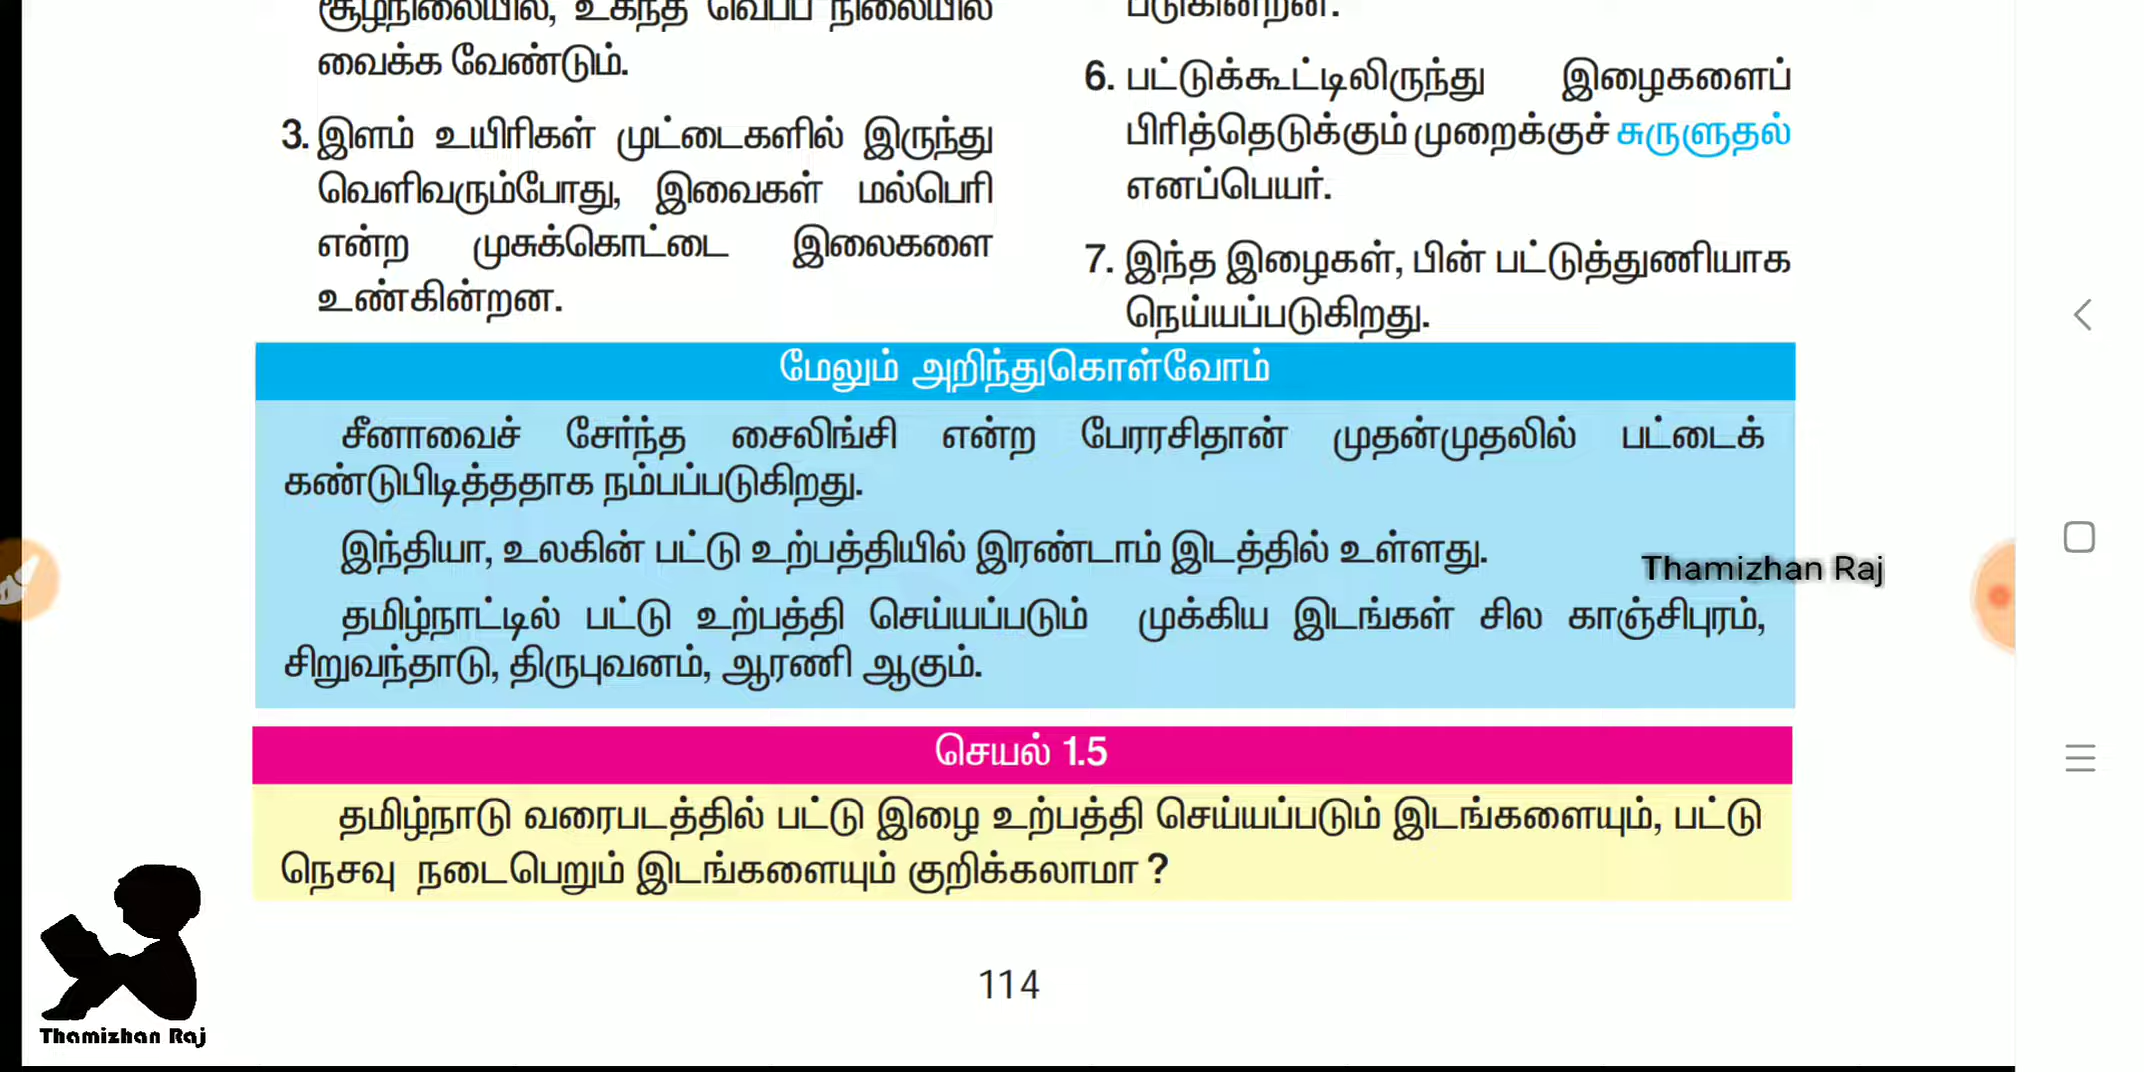 சூழ்நிலையில், உகந்த வெப்ப நிலையில்
வைக்க வேண்டும்.
3. இளம் உயிரிகள் முட்டைகளில் இருந்து
வெளிவரும்போது, இவைகள் மல்பெரி
என்ற முசுக்கொட்டை இலைகளை
உண்கின்றன.
படுகின்றன.
6. பட்டுக்கூட்டிலிருந்து இழைகளைப்
பிரித்தெடுக்கும் முறைக்குச் சுருளுதல்
எனப்பெயர்.
7. இந்த இழைகள், பின் பட்டுத்துணியாக
நெய்யப்படுகிறது.
மேலும் அறிந்துகொள்வோம்
சீனாவைச் சேர்ந்த சைலிங்சி என்ற பேரரசிதான் முதன்முதலில் பட்டைக்
கண்டுபிடித்ததாக நம்பப்படுகிறது.
இந்தியா, உலகின் பட்டு உற்பத்தியில் இரண்டாம் இடத்தில் உள்ளது.
Thamizhan Raj
தமிழ்நாட்டில் பட்டு உற்பத்தி செய்யப்படும் முக்கிய இடங்கள் சில காஞ்சிபுரம்,
சிறுவந்தாடு, திருபுவனம், ஆரணி ஆகும்.
செயல் 1.5
தமிழ்நாடு வரைபடத்தில் பட்டு இழை உற்பத்தி செய்யப்படும் இடங்களையும், பட்டு
நெசவு நடைபெறும் இடங்களையும் குறிக்கலாமா ?
114
Thamizhan Raj